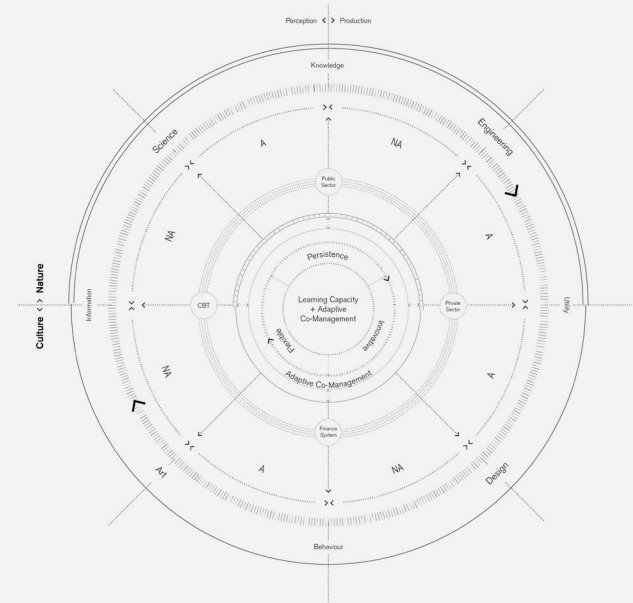 Perception < > Production
Knowledge
Science
Engineering
A
NA
Public
Sector
NA
A
Persistence
Culture < > Nature
Information
CBT
Learning Capacity
+ Adaptive
Co-Management
Private
Sector
Utility
Flexible
Innovative
Adaptive Co-Management
NA
A
Finance
System
A
NA
Art
Design
Behaviour